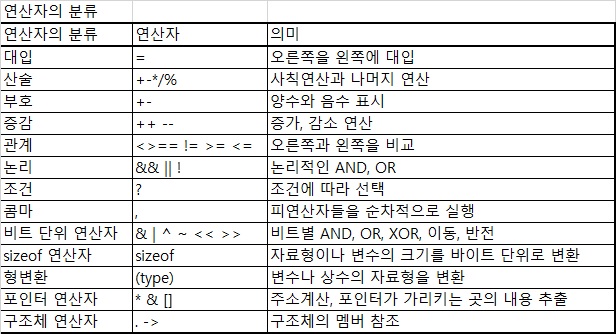 연산자의 분류
연산자의 분류 연산자 의미
대입 = 오른쪽을 왼쪽에 대입
산술 +-*/% 사칙연산과 나머지 연산
부호 +- 양수와 음수 표시
증감 ++ -- 증가, 감소 연산
관계 <>== != >= <= 오른쪽과 왼쪽을 비교
논리 && || ! 논리적인 AND, OR
조건 ? 조건에 따라 선택
콤마 , 피연산자들을 순차적으로 실행
비트 단위 연산자 & | ^ ~ << >> 비트별 AND, OR, XOR, 이동, 반전
sizeof 연산자 sizeof 자료형이나 변수의 크기를 바이트 단위로 변환
형변환 (type) 변수나 상수의 자료형을 변환
포인터 연산자 * & [] 주소계산, 포인터가 가리키는 곳의 내용 추출
구조체 연산자 . -> 구조체의 멤버 참조